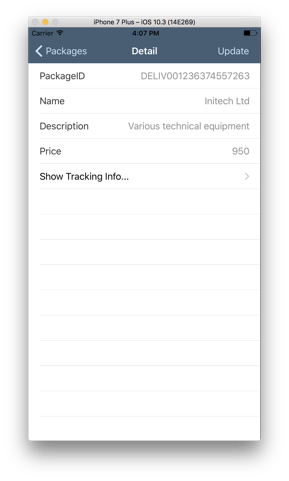 iPhone 7 Plus – iOS 10.3 (14E269)
Carrier 4:07 PM
Packages Detail Update
PackageID DELIV001236374557263
Name Initech Ltd
Description Various technical equipment
Price 950
Show Tracking Info...